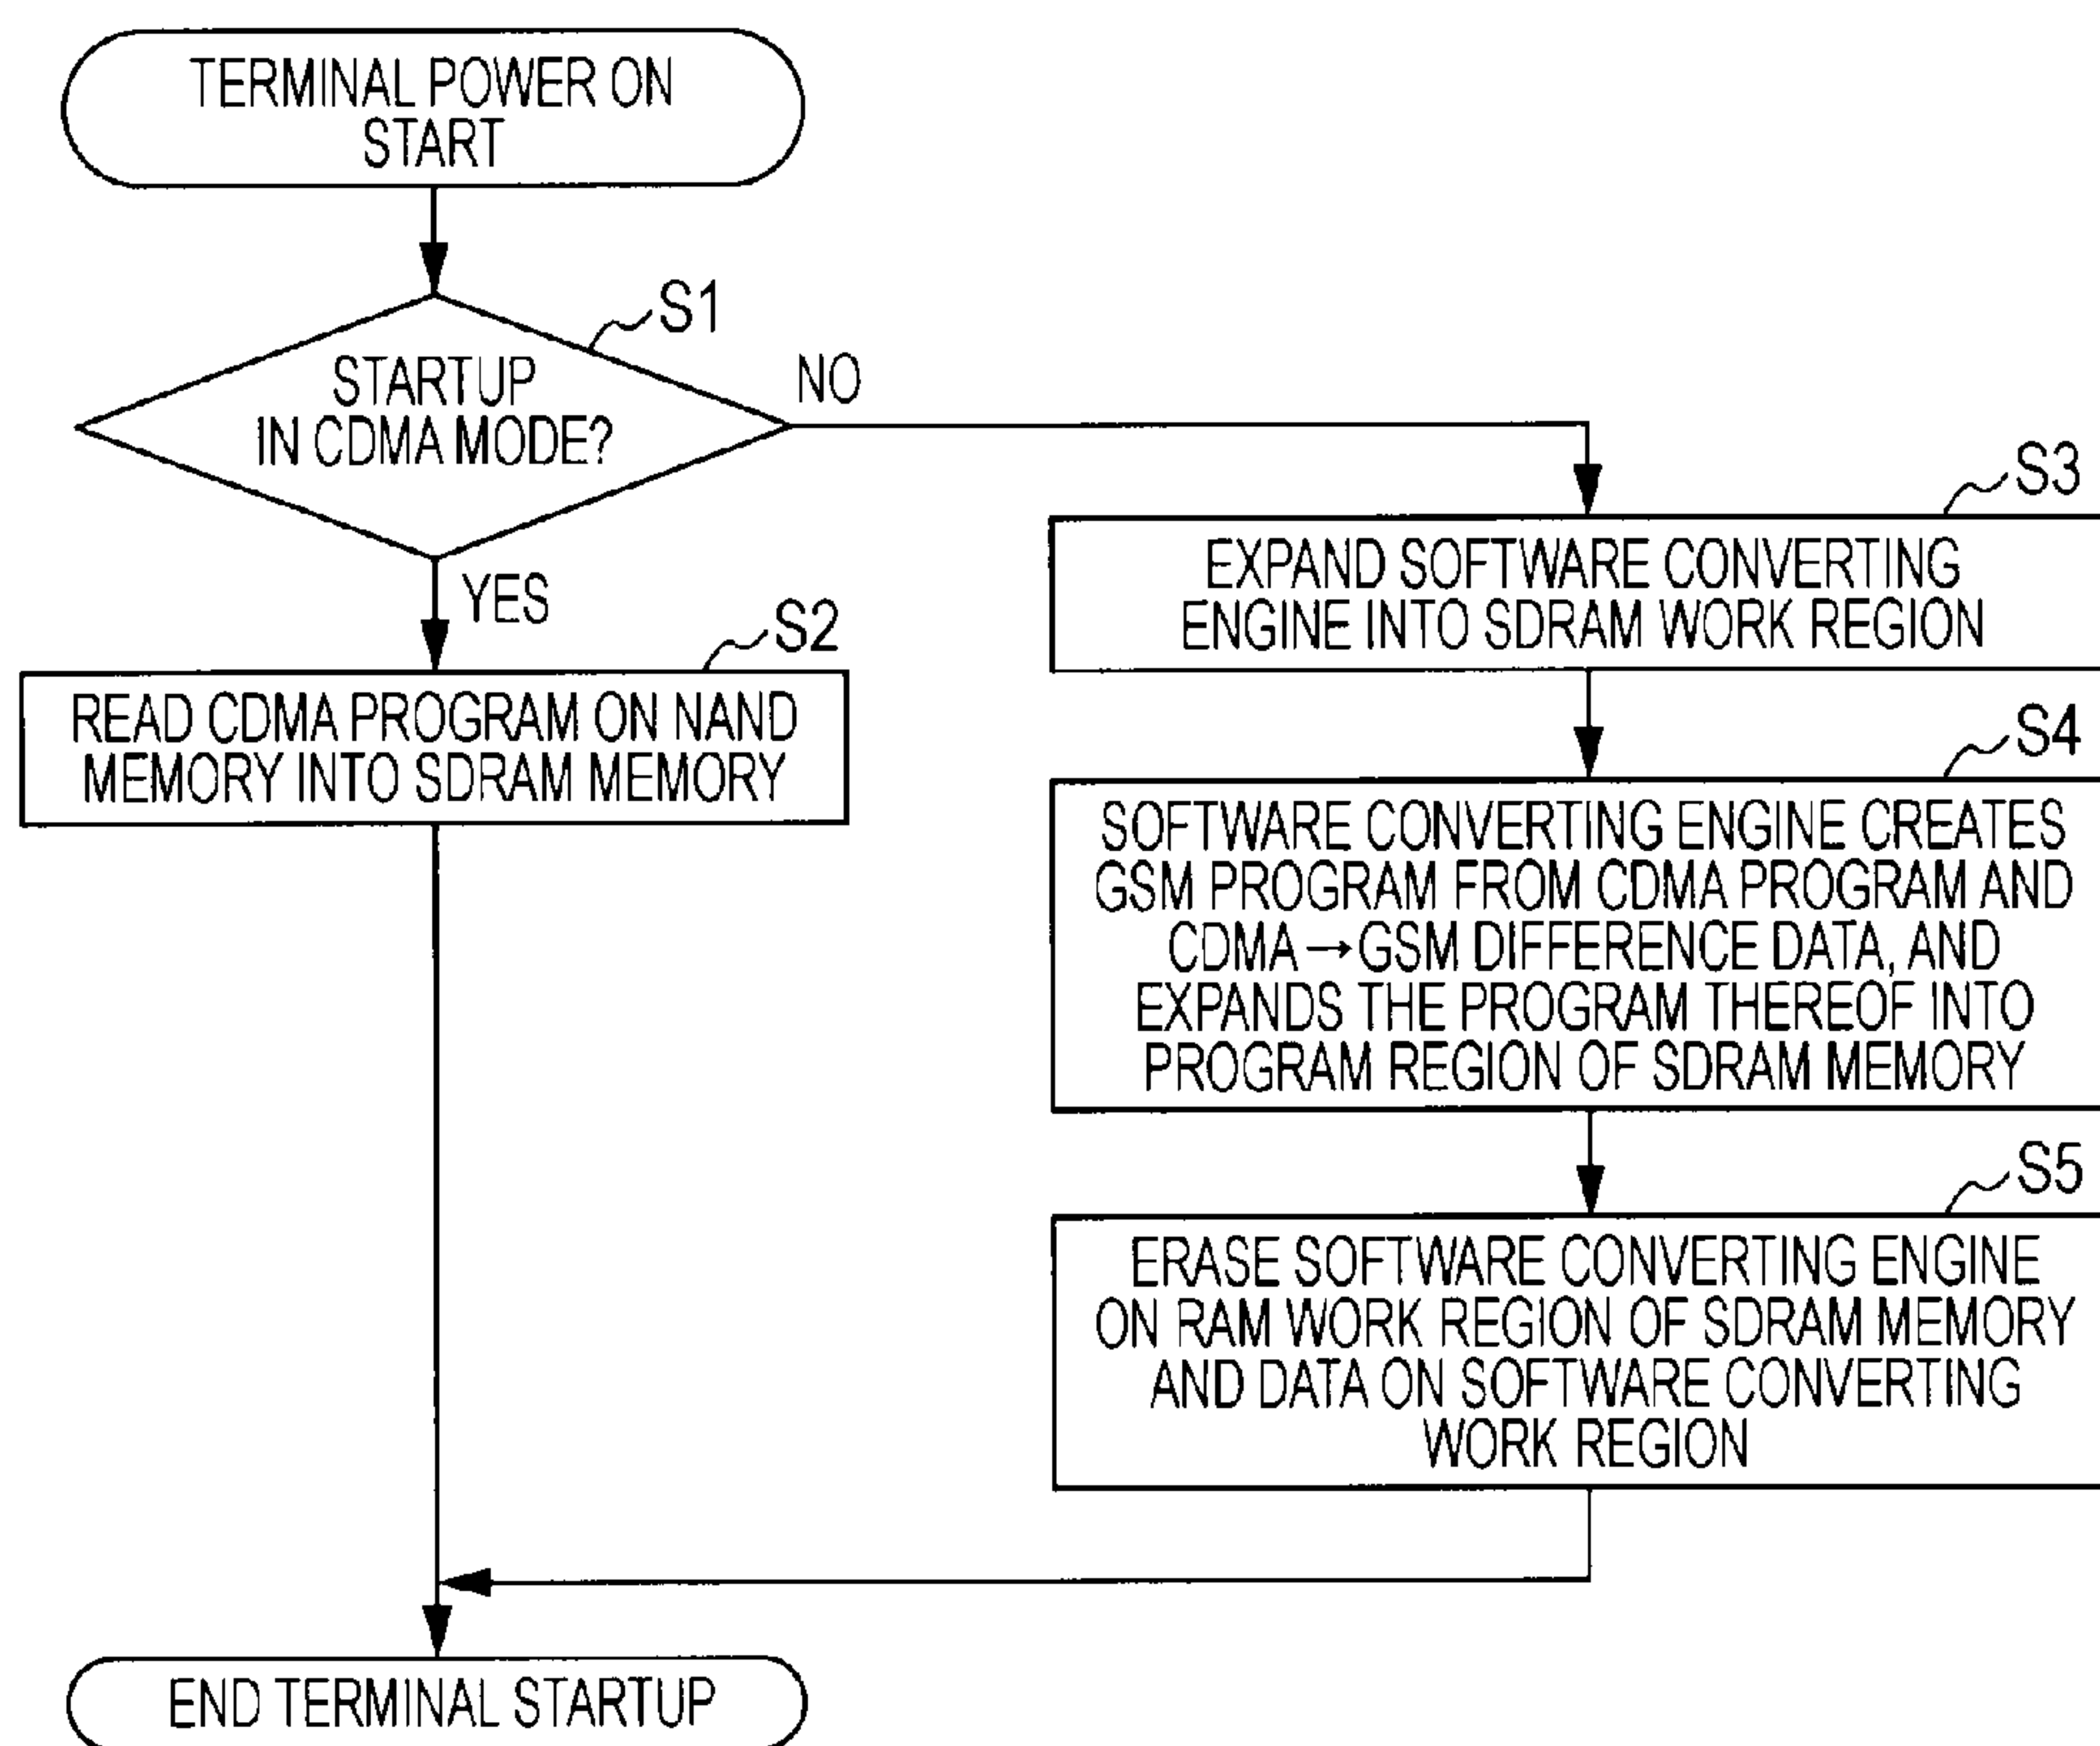 TERMINAL POWER ON
START
S1
STARTUP
IN CDMA MODE?
NO
YES
S2
READ CDMA PROGRAM ON NAND
MEMORY INTO SDRAM MEMORY
S3
EXPAND SOFTWARE CONVERTING
ENGINE INTO SDRAM WORK REGION
S4
SOFTWARE CONVERTING ENGINE CREATES
GSM PROGRAM FROM CDMA PROGRAM AND
CDMA→GSM DIFFERENCE DATA, AND
EXPANDS THE PROGRAM THEREOF INTO
PROGRAM REGION OF SDRAM MEMORY
S5
ERASE SOFTWARE CONVERTING ENGINE
ON RAM WORK REGION OF SDRAM MEMORY
AND DATA ON SOFTWARE CONVERTING
WORK REGION
END TERMINAL STARTUP